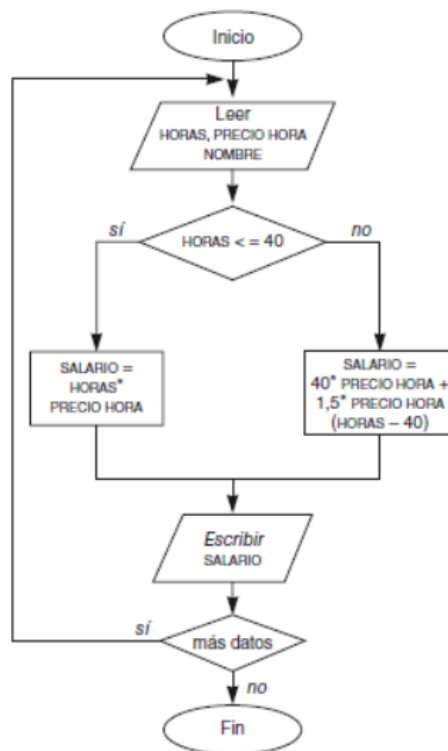 Inicio
Leer
HORAS, PRECIO HORA
NOMBRE
sí
HORAS < = 40
no
SALARIO =
HORAS*
PRECIO HORA
SALARIO =
40* PRECIO HORA +
1,5* PRECIO HORA
(HORAS – 40)
Escribir
SALARIO
sí
más datos
no
Fin